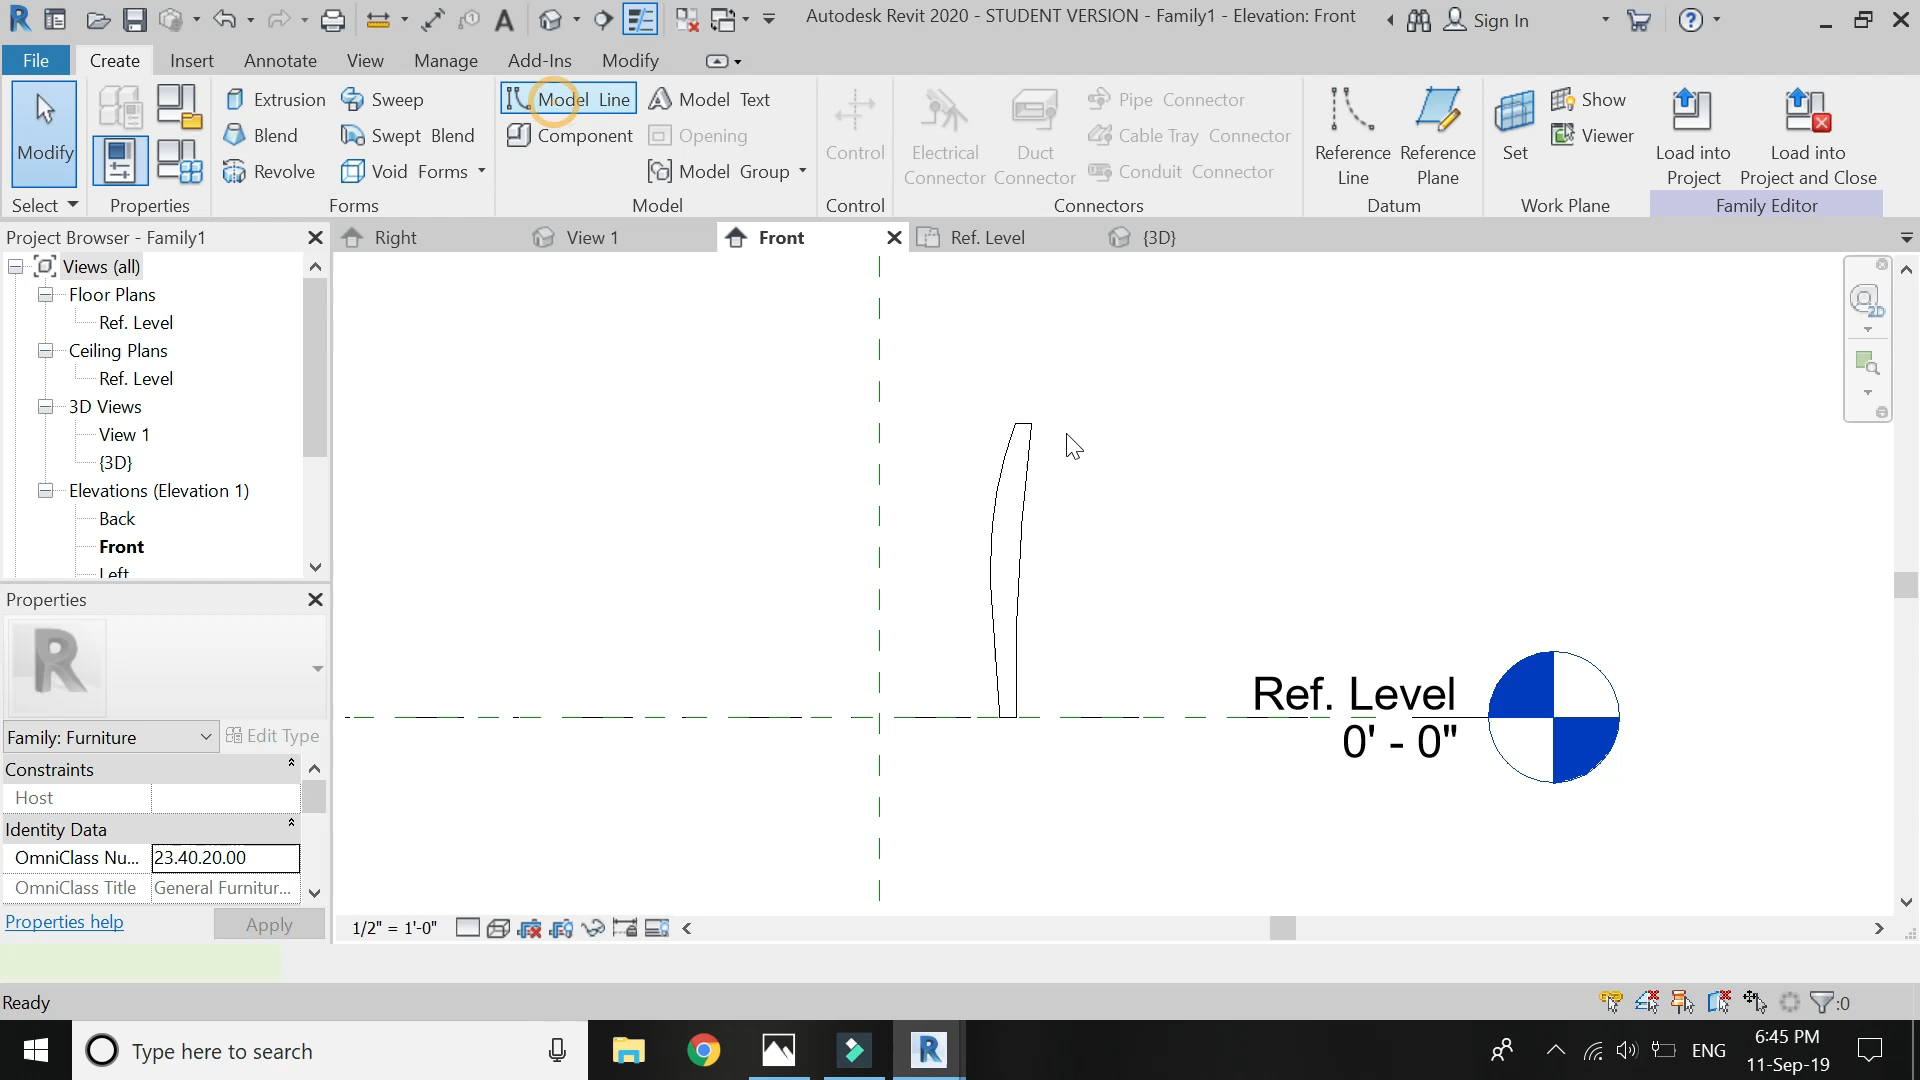 Autodesk Revit 2020 - STUDENT VERSION - Family1 - Elevation: Front
Sign In
File Create Insert Annotate View Manage Add-Ins Modify
Modify
Select
Properties
Extrusion Sweep
Blend Swept Blend
Revolve Void Forms
Forms
Model Line Model Text
Component Opening
Model Group
Model
Control
Control
Electrical Connector
Duct Connector
Pipe Connector
Cable Tray Connector
Conduit Connector
Connectors
Reference Line
Reference Plane
Datum
Set
Show
Viewer
Work Plane
Load into Project
Load into Project and Close
Family Editor
Project Browser - Family1
Right View 1 Front Ref. Level {3D}
Views (all)
Floor Plans
Ref. Level
Ceiling Plans
Ref. Level
3D Views
View 1
{3D}
Elevations (Elevation 1)
Back
Front
Left
2D
Ref. Level
0' - 0"
Properties
R
Family: Furniture Edit Type
Constraints
Host
Identity Data
OmniClass Nu... 23.40.20.00
OmniClass Title General Furnitur...
Properties help Apply
1/2" = 1'-0"
Ready
:0
Type here to search
ENG
6:45 PM
11-Sep-19